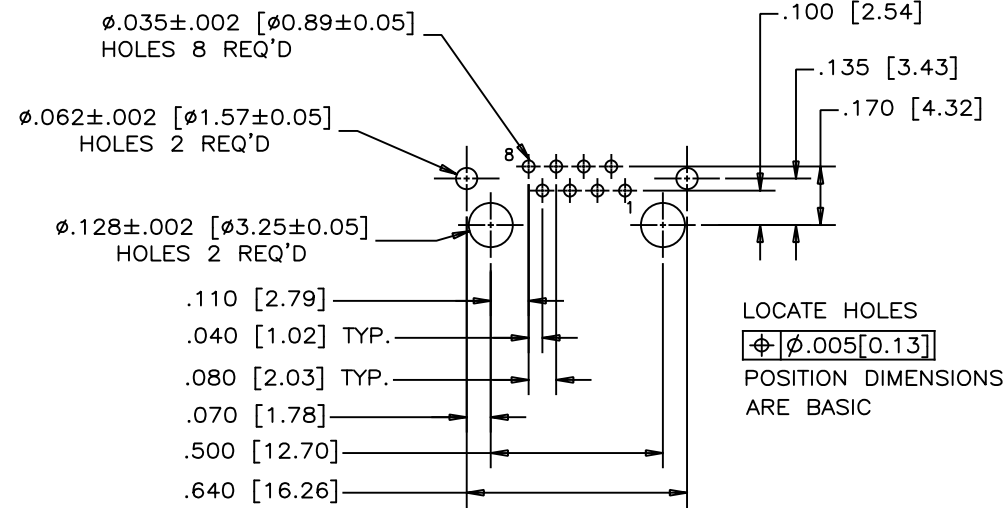 ø.035±.002 [ø0.89±0.05]
HOLES 8 REQ'D
.100 [2.54]
.135 [3.43]
.170 [4.32]
ø.062±.002 [ø1.57±0.05]
HOLES 2 REQ'D
8
1
ø.128±.002 [ø3.25±0.05]
HOLES 2 REQ'D
.110 [2.79]
.040 [1.02] TYP.
.080 [2.03] TYP.
.070 [1.78]
.500 [12.70]
.640 [16.26]
LOCATE HOLES
⌖ Ø.005[0.13]
POSITION DIMENSIONS
ARE BASIC